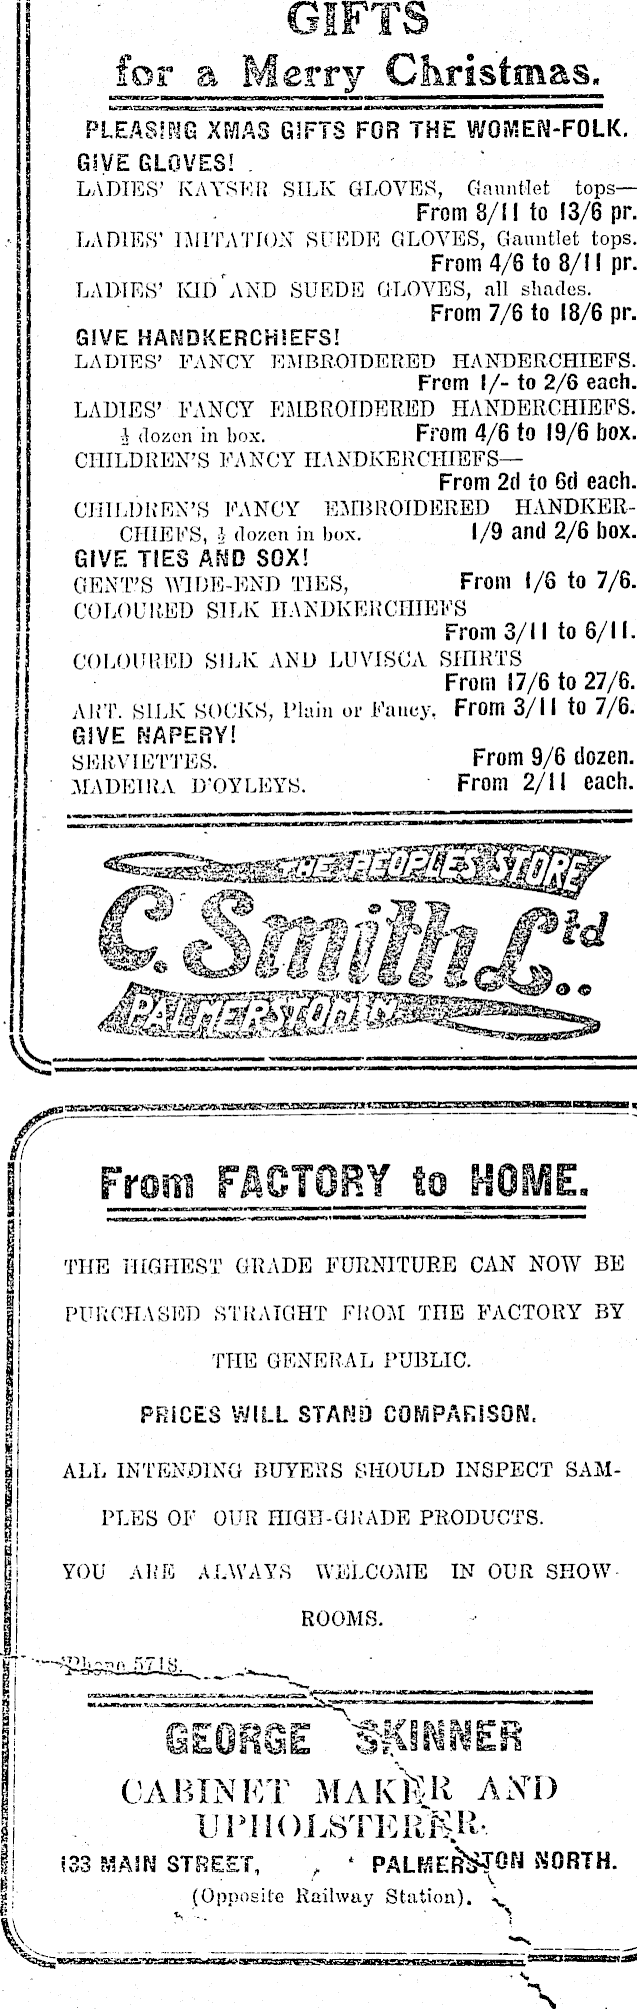 GIFTS
for a Merry Christmas.
PLEASING XMAS GIFTS FOR THE WOMEN-FOLK.
GIVE GLOVES!
LADIES' KAYSER SILK GLOVES, Gauntlet tops—
From 8/11 to 13/6 pr.
LADIES' IMITATION SUEDE GLOVES, Gauntlet tops.
From 4/6 to 8/11 pr.
LADIES' KID AND SUEDE GLOVES, all shades.
From 7/6 to 18/6 pr.
GIVE HANDKERCHIEFS!
LADIES' FANCY EMBROIDERED HANDERCHIEFS.
From 1/- to 2/6 each.
LADIES' FANCY EMBROIDERED HANDERCHIEFS.
½ dozen in box. From 4/6 to 19/6 box.
CHILDREN'S FANCY HANDKERCHIEFS—
From 2d to 6d each.
CHILDREN'S FANCY EMBROIDERED HANDKER-
CHIEFS, ½ dozen in box. 1/9 and 2/6 box.
GIVE TIES AND SOX!
GENT'S WIDE-END TIES, From 1/6 to 7/6.
COLOURED SILK HANDKERCHIEFS
From 3/11 to 6/11.
COLOURED SILK AND LUVISCA SHIRTS
From 17/6 to 27/6.
ART. SILK SOCKS, Plain or Fancy. From 3/11 to 7/6.
GIVE NAPERY!
SERVIETTES. From 9/6 dozen.
MADEIRA D'OYLEYS. From 2/11 each.
THE PEOPLES STORE
C. Smith Ltd.
PALMERSTON N.
From FACTORY to HOME.
THE HIGHEST GRADE FURNITURE CAN NOW BE
PURCHASED STRAIGHT FROM THE FACTORY BY
THE GENERAL PUBLIC.
PRICES WILL STAND COMPARISON.
ALL INTENDING BUYERS SHOULD INSPECT SAM-
PLES OF OUR HIGH-GRADE PRODUCTS.
YOU ARE ALWAYS WELCOME IN OUR SHOW-
ROOMS.
'Phone 5718.
GEORGE SKINNER
CABINET MAKER AND
UPHOLSTERER.
133 MAIN STREET, PALMERSTON NORTH.
(Opposite Railway Station).